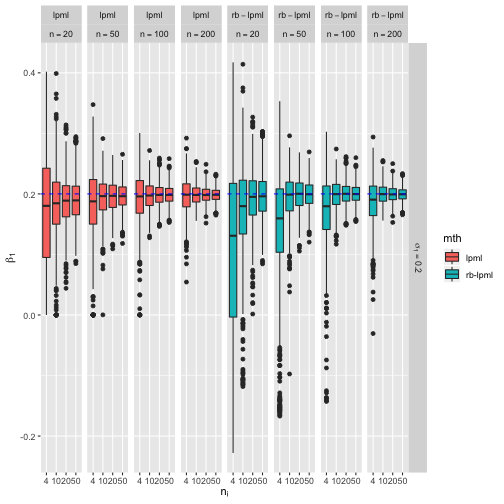 lpml lpml lpml lpml rb−lpml rb−lpml rb−lpml rb−lpml
n = 20 n = 50 n = 100 n = 200 n = 20 n = 50 n = 100 n = 200
0.4
0.2
0.0
-0.2
β1
σ1 = 0.2
mth
lpml
rb-lpml
4 102050 4 102050 4 102050 4 102050 4 102050 4 102050 4 102050 4 102050
ni